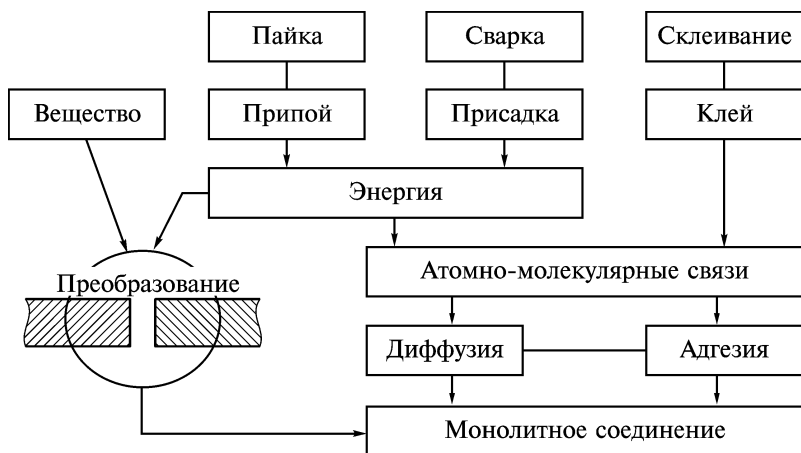 Пайка
Сварка
Склеивание
Вещество
Припой
Присадка
Клей
Энергия
Атомно-молекулярные связи
Преобразование
Диффузия
Адгезия
Монолитное соединение